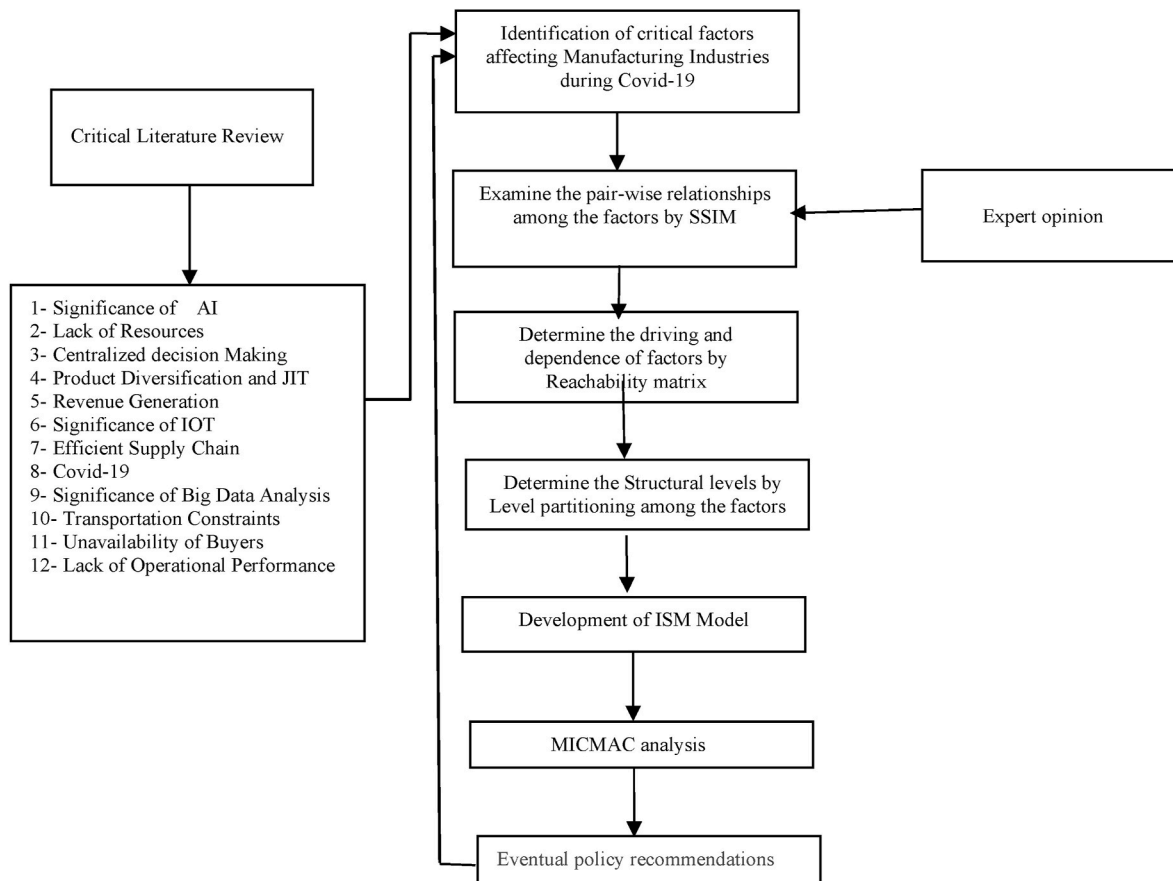 Critical Literature Review
1- Significance of AI
2- Lack of Resources
3- Centralized decision Making
4- Product Diversification and JIT
5- Revenue Generation
6- Significance of IOT
7- Efficient Supply Chain
8- Covid-19
9- Significance of Big Data Analysis
10- Transportation Constraints
11- Unavailability of Buyers
12- Lack of Operational Performance
Identification of critical factors
affecting Manufacturing Industries
during Covid-19
Examine the pair-wise relationships
among the factors by SSIM
Expert opinion
Determine the driving and
dependence of factors by
Reachability matrix
Determine the Structural levels by
Level partitioning among the factors
Development of ISM Model
MICMAC analysis
Eventual policy recommendations